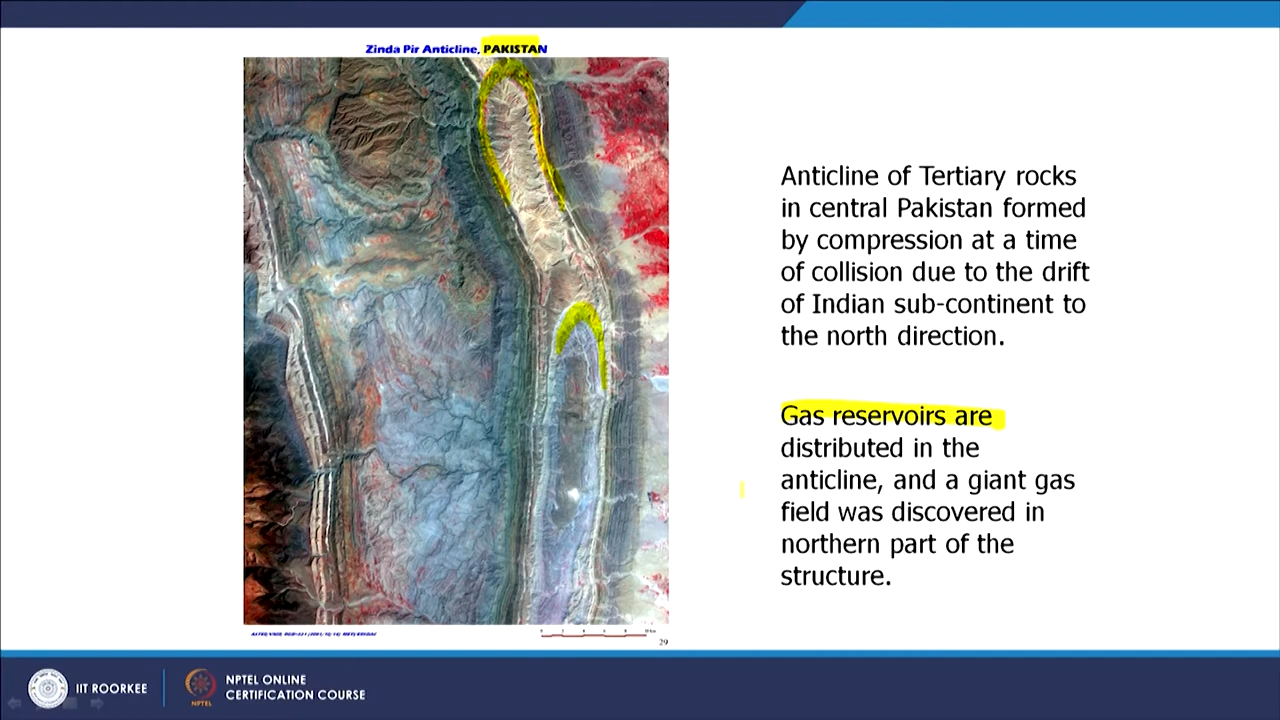 Zinda Pir Anticline, PAKISTAN
Anticline of Tertiary rocks
in central Pakistan formed
by compression at a time
of collision due to the drift
of Indian sub-continent to
the north direction.
Gas reservoirs are
distributed in the
anticline, and a giant gas
field was discovered in
northern part of the
structure.
29
IIT ROORKEE
NPTEL
NPTEL ONLINE
CERTIFICATION COURSE